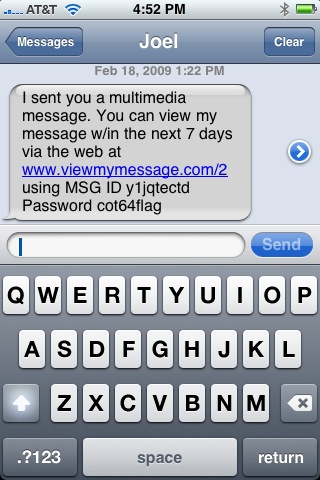 AT&T 4:52 PM
Messages Joel Clear
Feb 18, 2009 1:22 PM
I sent you a multimedia
message. You can view my
message w/in the next 7 days
via the web at
www.viewmymessage.com/2
using MSG ID y1jqtectd
Password cot64flag
Send
Q W E R T Y U I O P
A S D F G H J K L
Z X C V B N M
.?123 space return